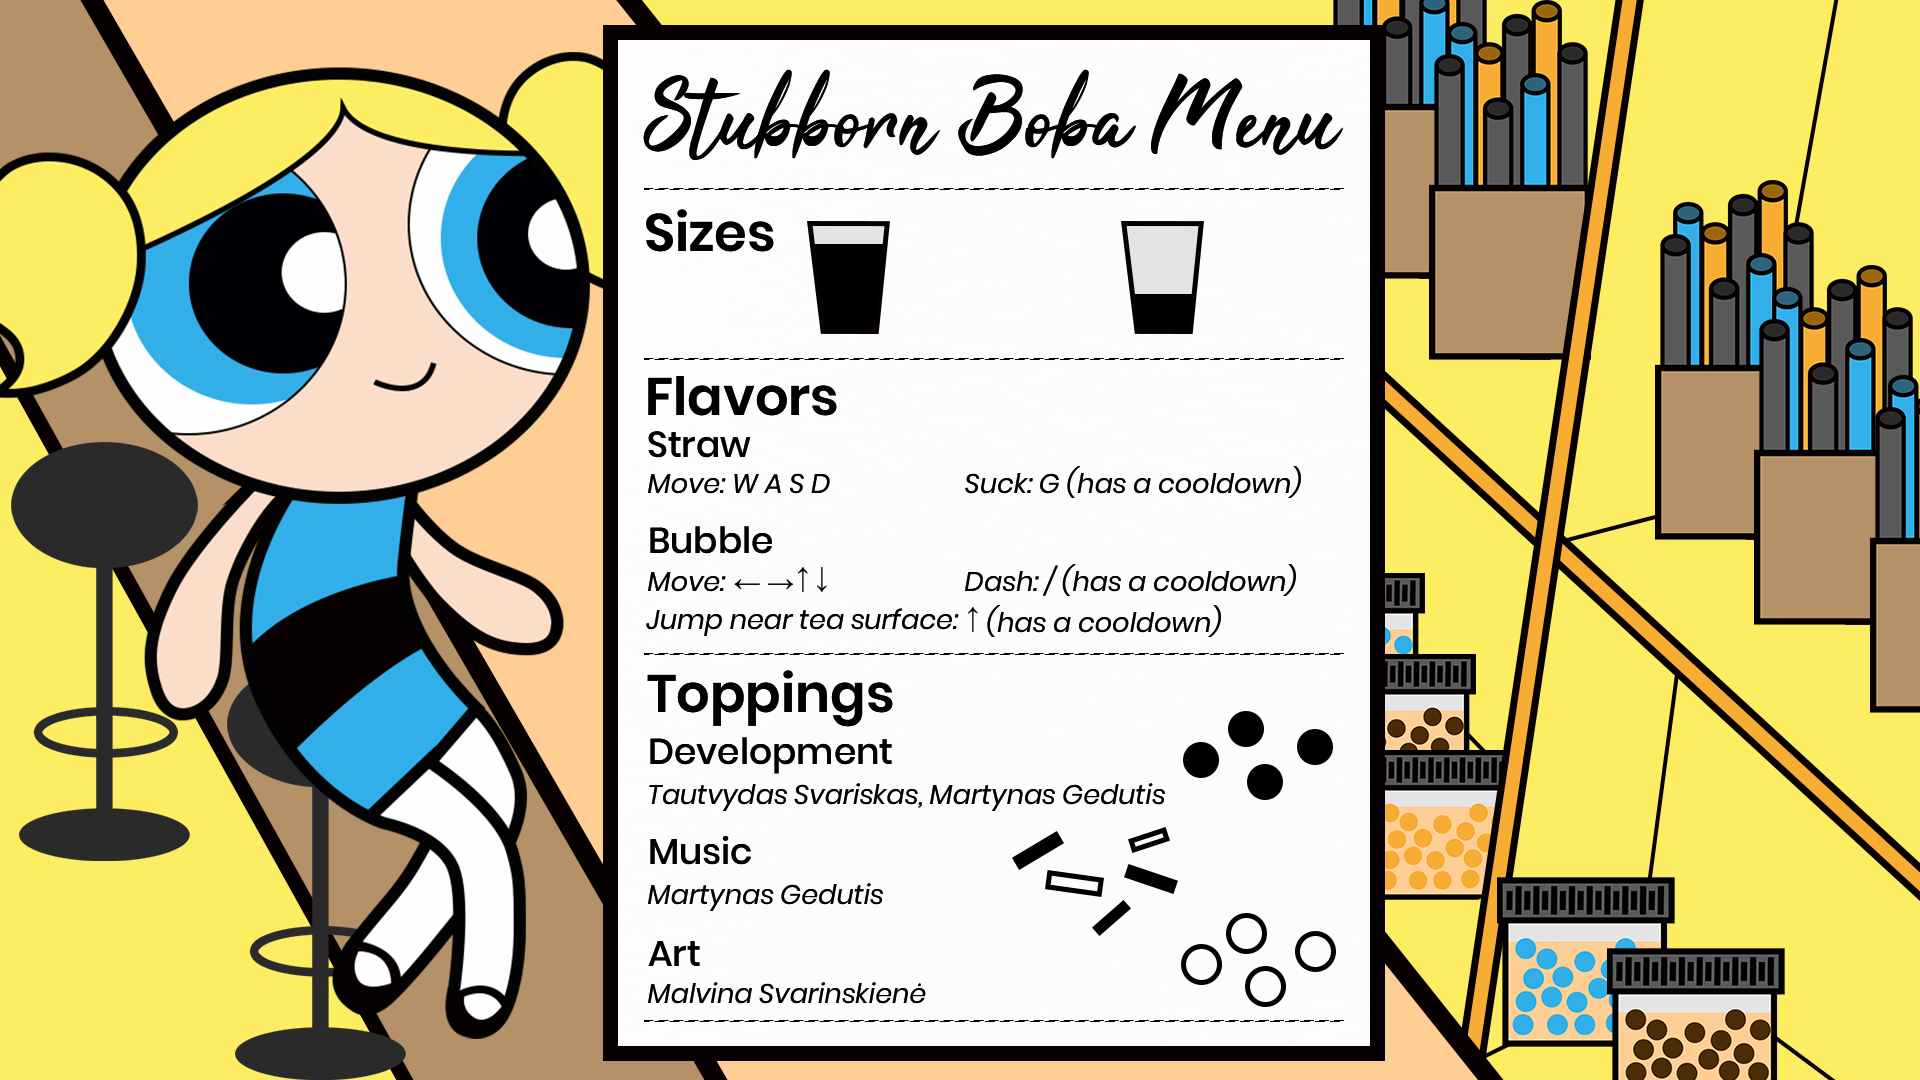 Stubborn Boba Menu
Sizes
Flavors
Straw
Move: W A S D Suck: G (has a cooldown)
Bubble
Move: ←→↑↓ Dash: / (has a cooldown)
Jump near tea surface: ↑ (has a cooldown)
Toppings
Development
Tautvydas Svariskas, Martynas Gedutis
Music
Martynas Gedutis
Art
Malvina Svarinskienė